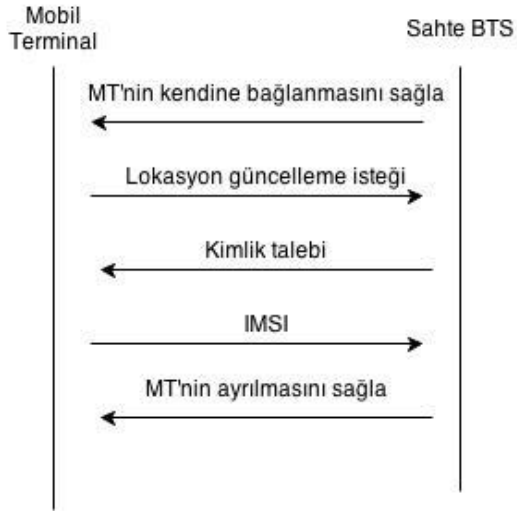 Mobil
Terminal
Sahte BTS
MT'nin kendine bağlanmasını sağla
Lokasyon güncelleme isteği
Kimlik talebi
IMSI
MT'nin ayrılmasını sağla